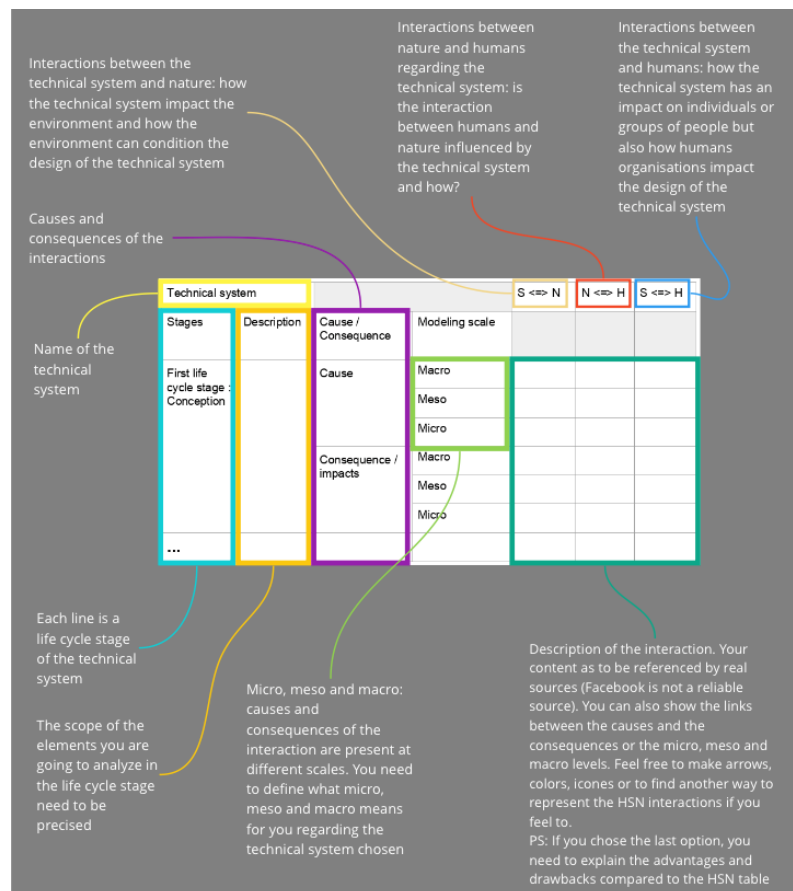 Interactions between the
technical system and nature: how
the technical system impact the
environment and how the
environment can condition the
design of the technical system
Interactions between
nature and humans
regarding the
technical system: is
the interaction
between humans and
nature influenced by
the technical system
and how?
Interactions between
the technical system
and humans: how the
technical system has an
impact on individuals or
groups of people but
also how humans
organisations impact
the design of the
technical system
Causes and
consequences of the
interactions
Name of the
technical
system
Technical system
S <=> N
N <=> H
S <=> H
Stages
Description
Cause /
Consequence
Modeling scale
First life
cycle stage :
Conception
Cause
Macro
Meso
Micro
Consequence /
impacts
Macro
Meso
Micro
...
Each line is a
life cycle stage
of the technical
system
The scope of the
elements you are
going to analyze in
the life cycle stage
need to be
precised
Micro, meso and macro:
causes and
consequences of the
interaction are present at
different scales. You need
to define what micro,
meso and macro means
for you regarding the
technical system chosen
Description of the interaction. Your
content as to be referenced by real
sources (Facebook is not a reliable
source). You can also show the links
between the causes and the
consequences or the micro, meso and
macro levels. Feel free to make arrows,
colors, icones or to find another way to
represent the HSN interactions if you
feel to.
PS: If you chose the last option, you
need to explain the advantages and
drawbacks compared to the HSN table